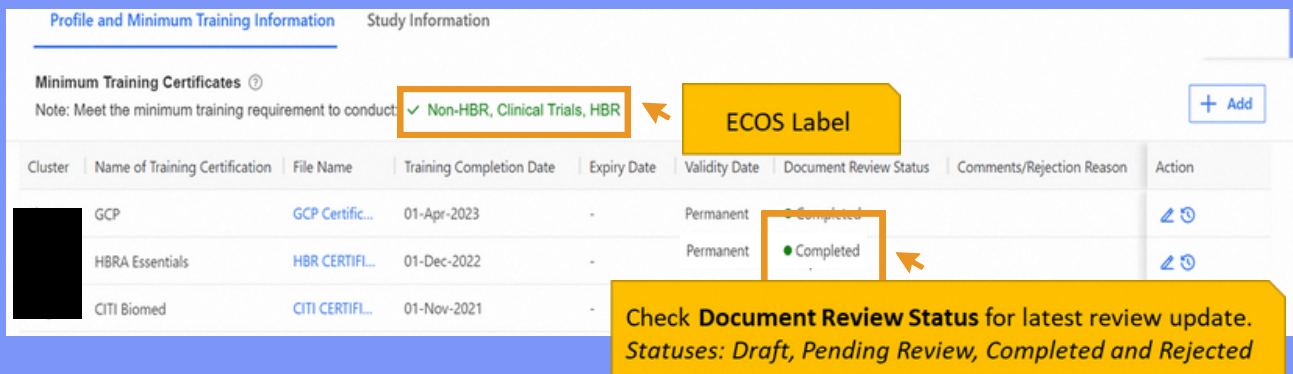 Profile and Minimum Training Information Study Information
Minimum Training Certificates ?
Note: Meet the minimum training requirement to conduct: ✓ Non-HBR, Clinical Trials, HBR
ECOS Label
+ Add
Cluster Name of Training Certification File Name Training Completion Date Expiry Date Validity Date Document Review Status Comments/Rejection Reason Action
GCP GCP Certific... 01-Apr-2023 - Permanent Completed
HBRA Essentials HBR CERTIFI... 01-Dec-2022 - Permanent Completed
CITI Biomed CITI CERTIFI... 01-Nov-2021 -
Check Document Review Status for latest review update.
Statuses: Draft, Pending Review, Completed and Rejected